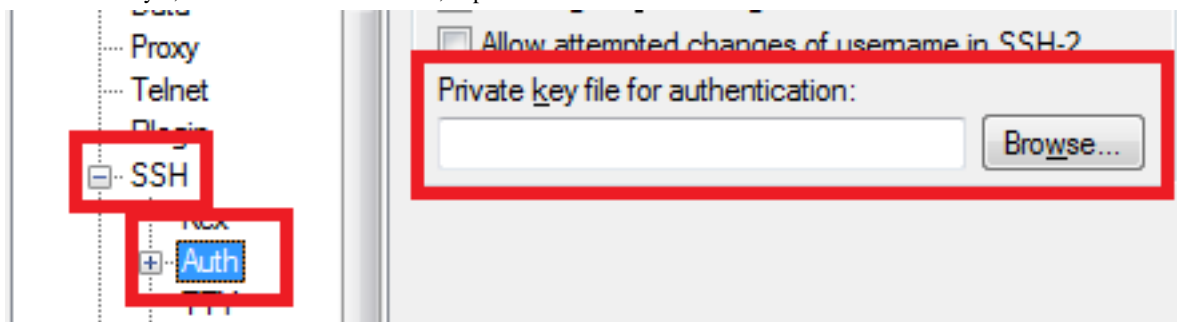 Proxy
Telnet
SSH
Auth
Allow attempted changes of username in SSH-2
Private key file for authentication:
Browse...